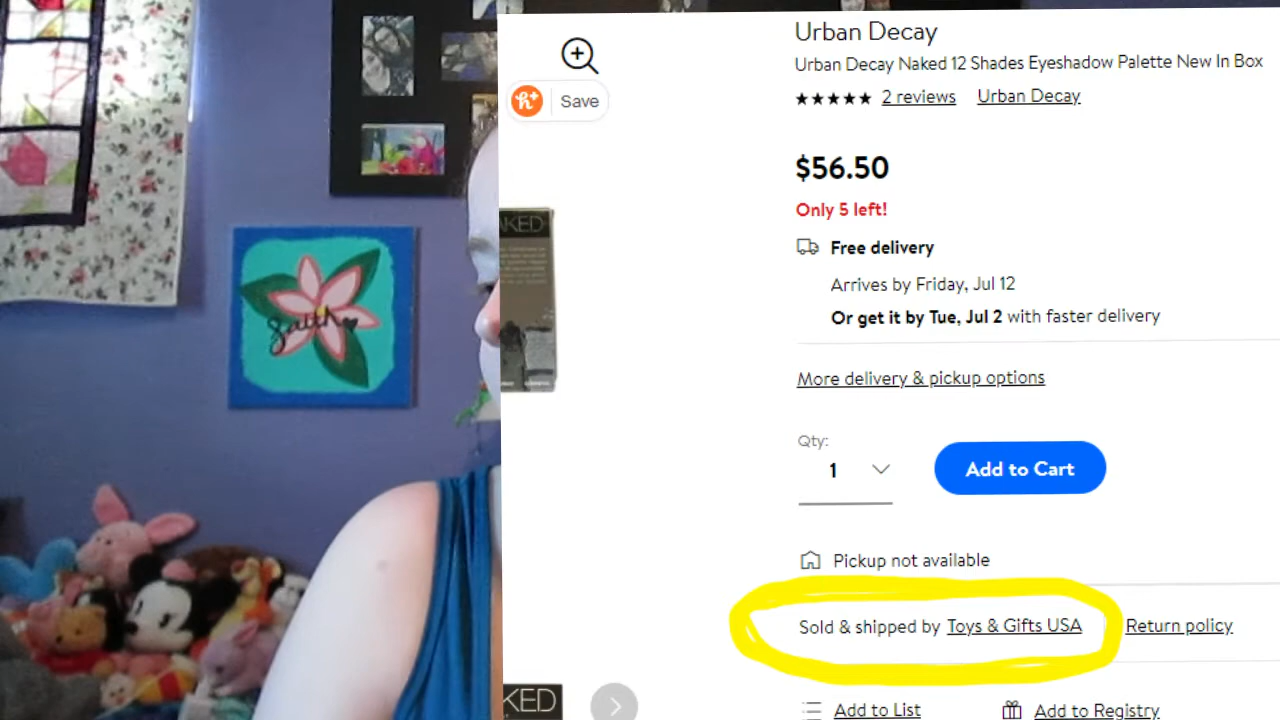 Urban Decay
Urban Decay Naked 12 Shades Eyeshadow Palette New In Box
2 reviews Urban Decay
h+ Save
$56.50
Only 5 left!
AKED
Free delivery
Arrives by Friday, Jul 12
Or get it by Tue, Jul 2 with faster delivery
faith
More delivery & pickup options
Qty:
1
Add to Cart
Pickup not available
Sold & shipped by Toys & Gifts USA
Return policy
KED
Add to List
Add to Registry